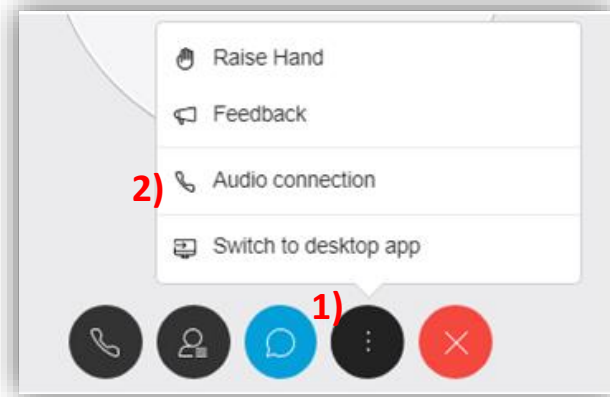 Raise Hand
Feedback
2) Audio connection
Switch to desktop app
1)